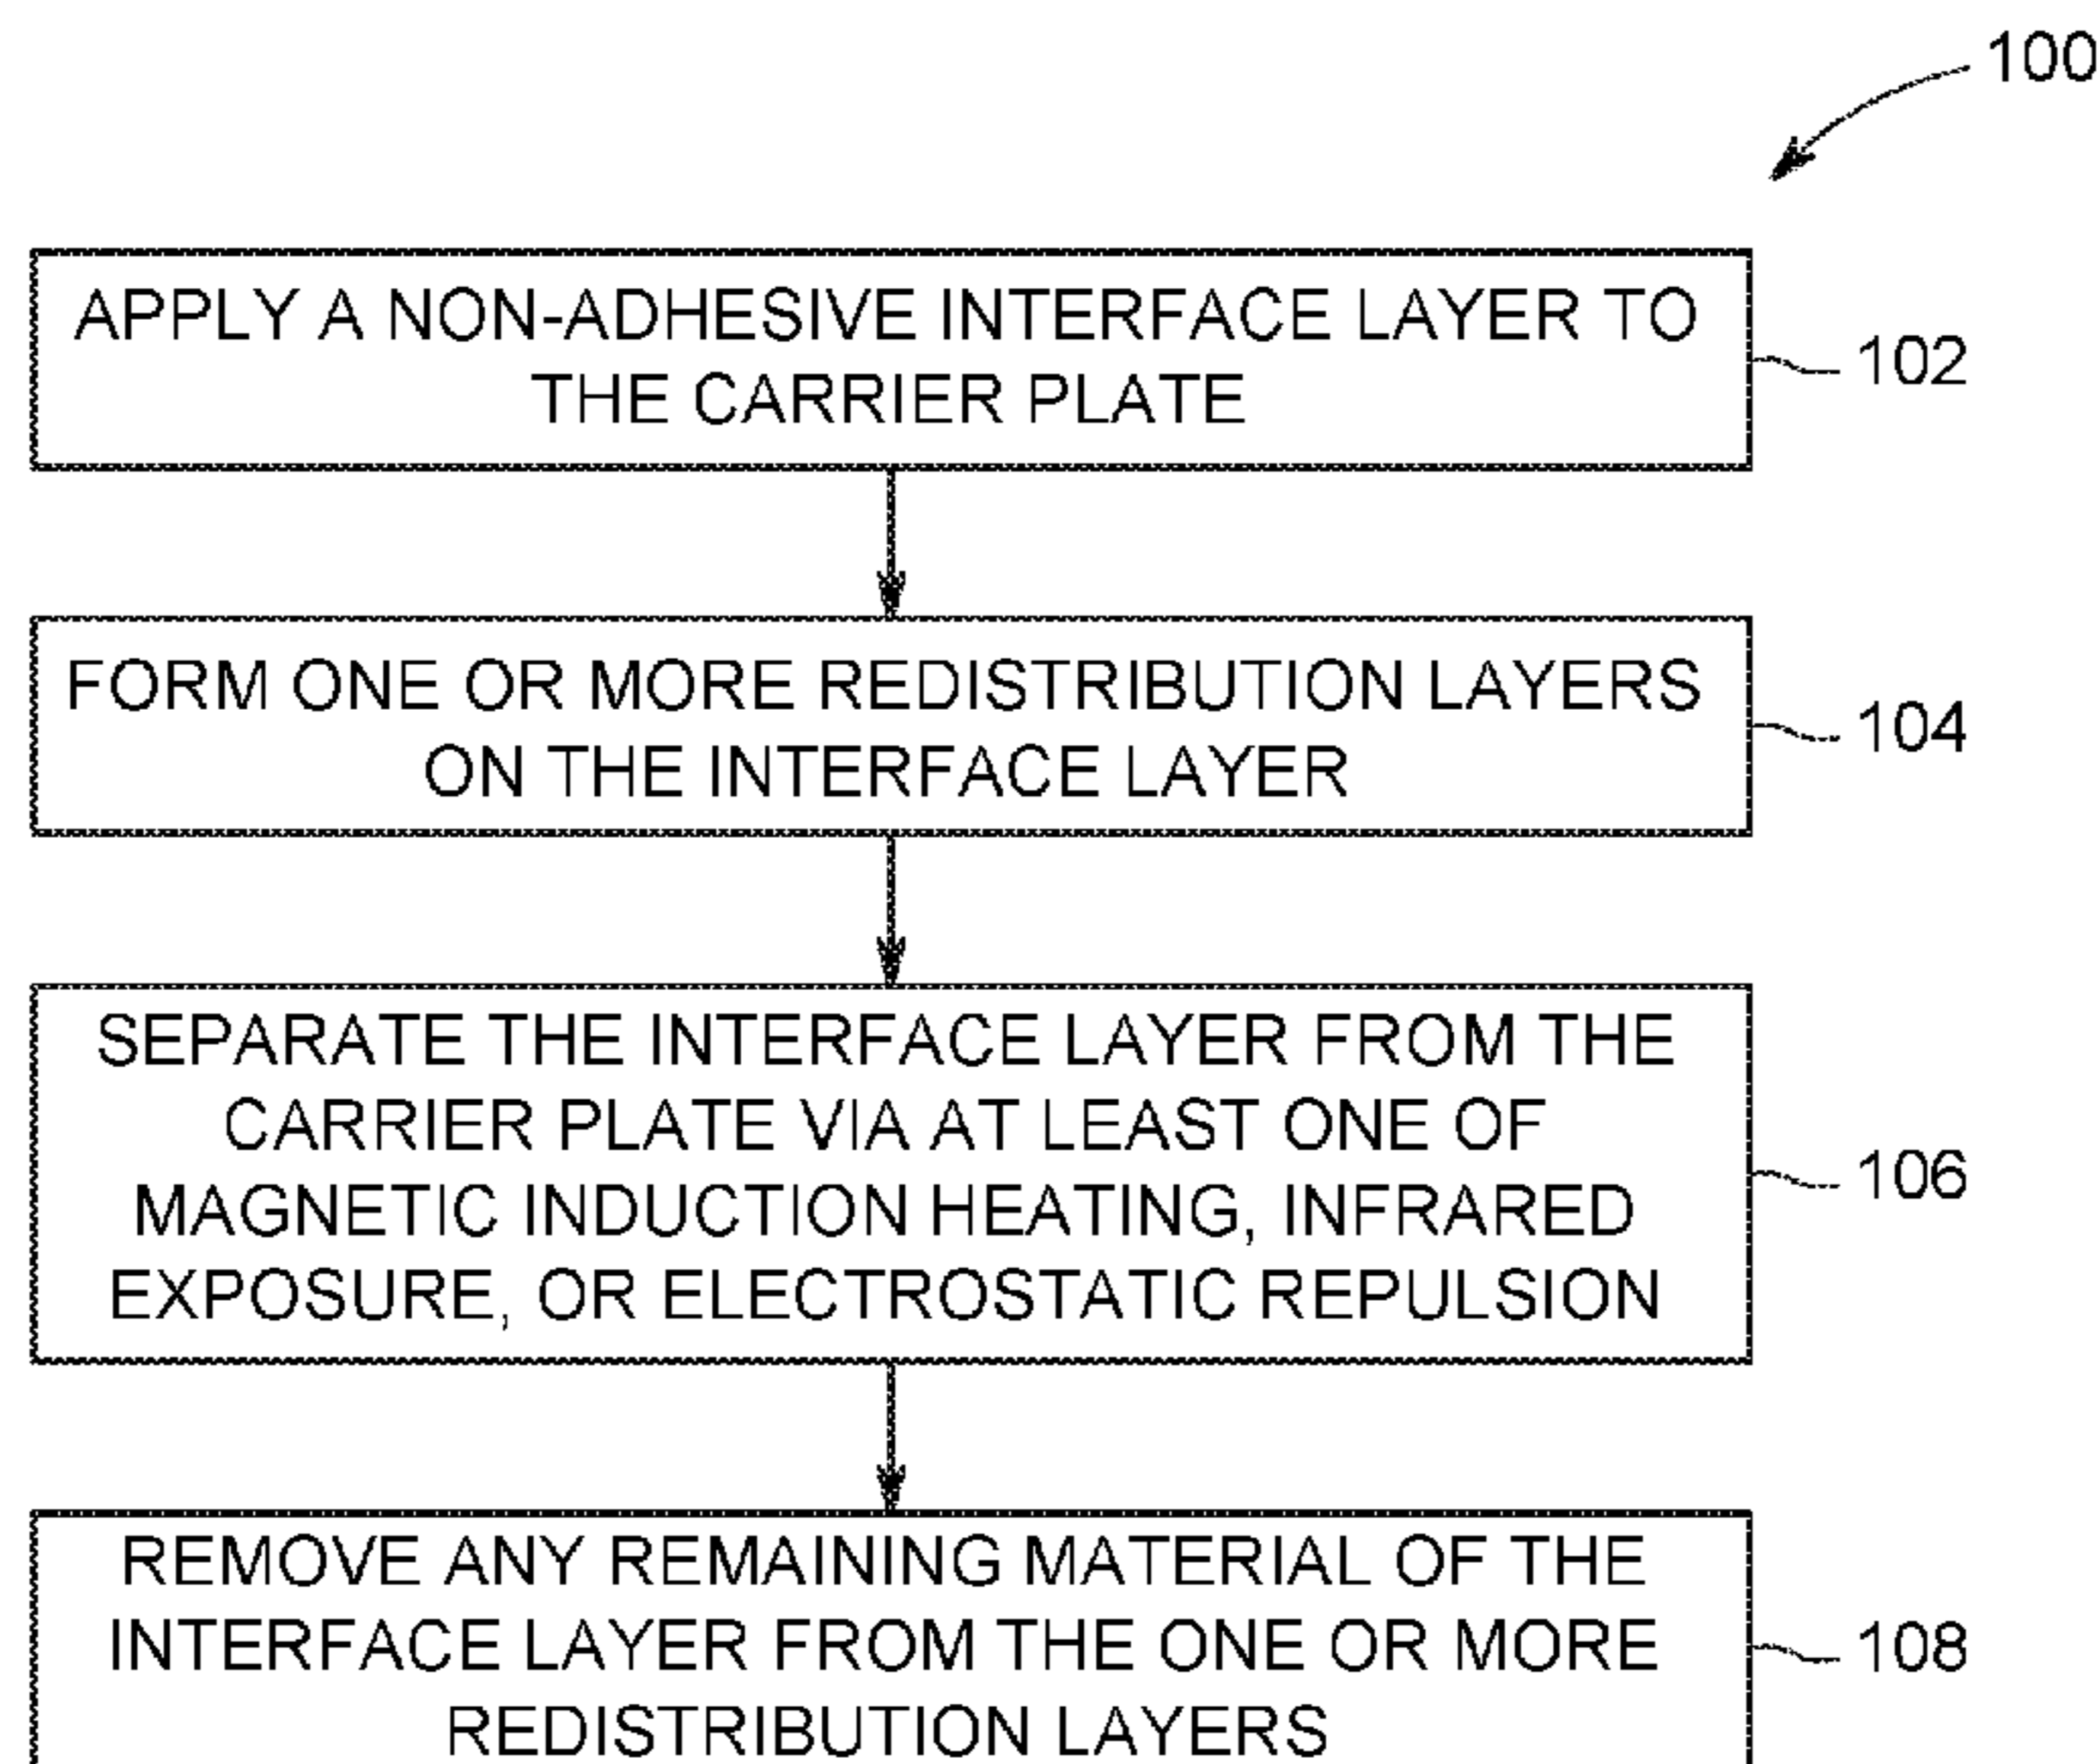 100
APPLY A NON-ADHESIVE INTERFACE LAYER TO
THE CARRIER PLATE
102
FORM ONE OR MORE REDISTRIBUTION LAYERS
ON THE INTERFACE LAYER
104
SEPARATE THE INTERFACE LAYER FROM THE
CARRIER PLATE VIA AT LEAST ONE OF
MAGNETIC INDUCTION HEATING, INFRARED
EXPOSURE, OR ELECTROSTATIC REPULSION
106
REMOVE ANY REMAINING MATERIAL OF THE
INTERFACE LAYER FROM THE ONE OR MORE
REDISTRIBUTION LAYERS
108